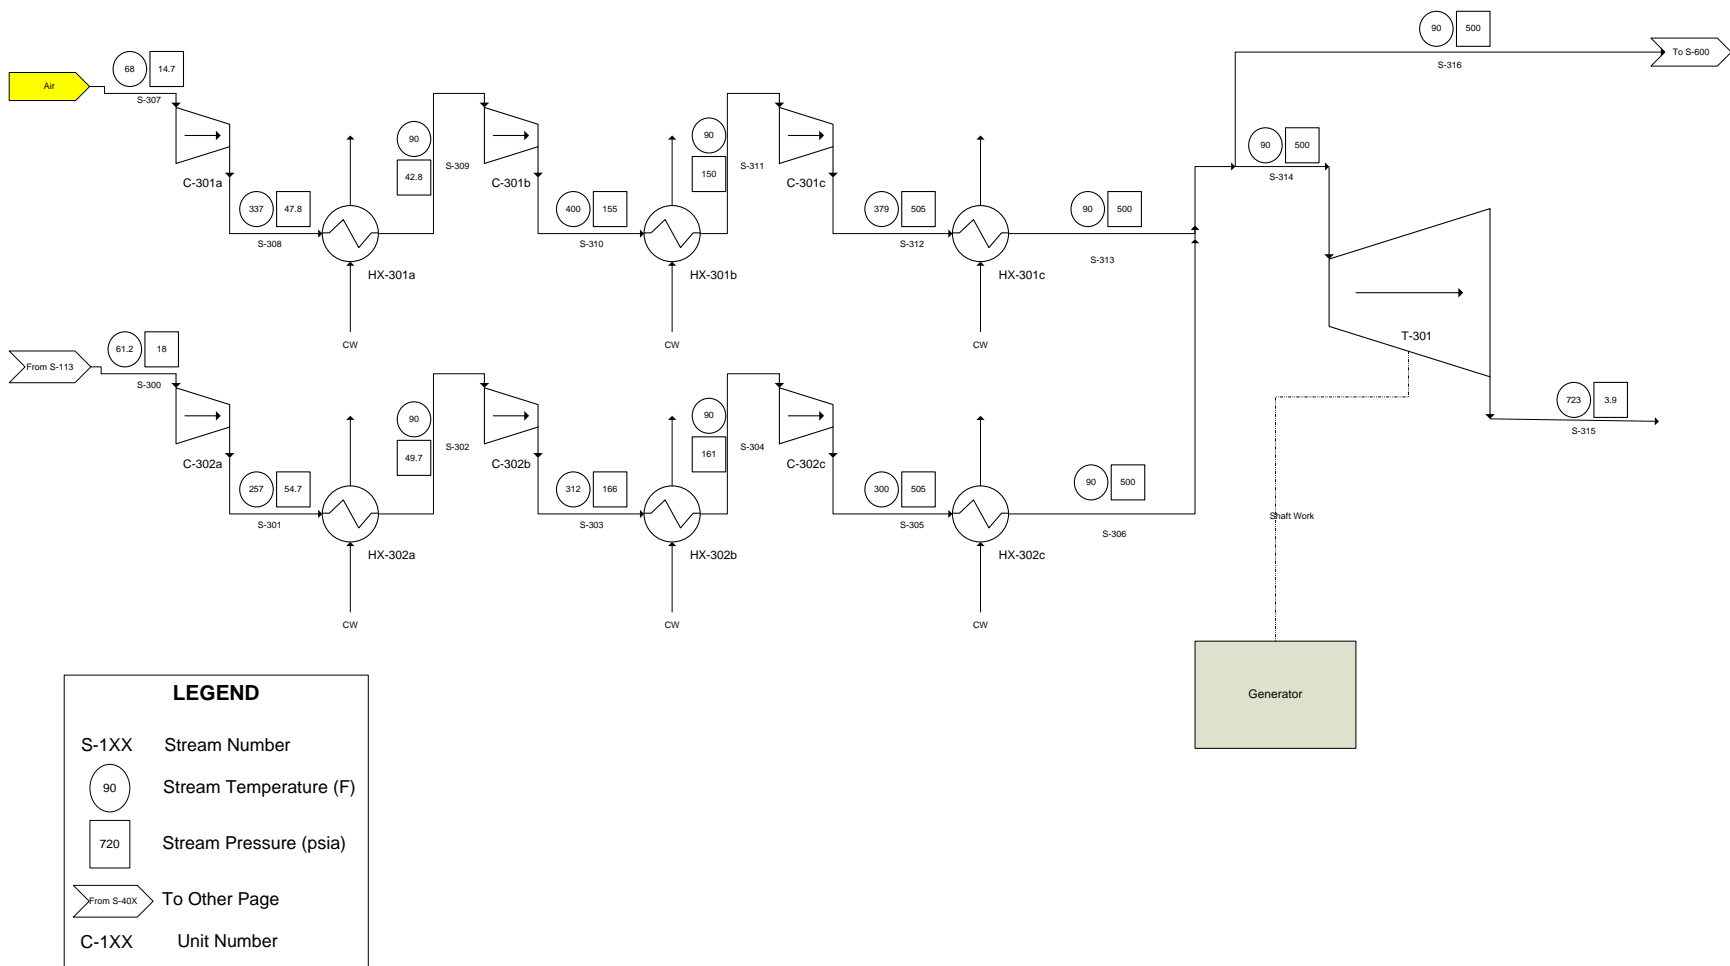 90
500
To S-600
S-316
68
14.7
Air
S-307
C-301a
337
47.8
S-308
HX-301a
CW
90
42.8
S-309
C-301b
400
155
S-310
HX-301b
CW
90
150
S-311
C-301c
379
505
S-312
HX-301c
CW
90
500
S-313
90
500
S-314
T-301
723
3.9
S-315
61.2
18
From S-113
S-300
C-302a
257
54.7
S-301
HX-302a
CW
90
49.7
S-302
C-302b
312
166
S-303
HX-302b
CW
90
161
S-304
C-302c
300
505
S-305
HX-302c
CW
90
500
S-306
Shaft Work
Generator
LEGEND
S-1XX Stream Number
90 Stream Temperature (F)
720 Stream Pressure (psia)
From S-40X To Other Page
C-1XX Unit Number